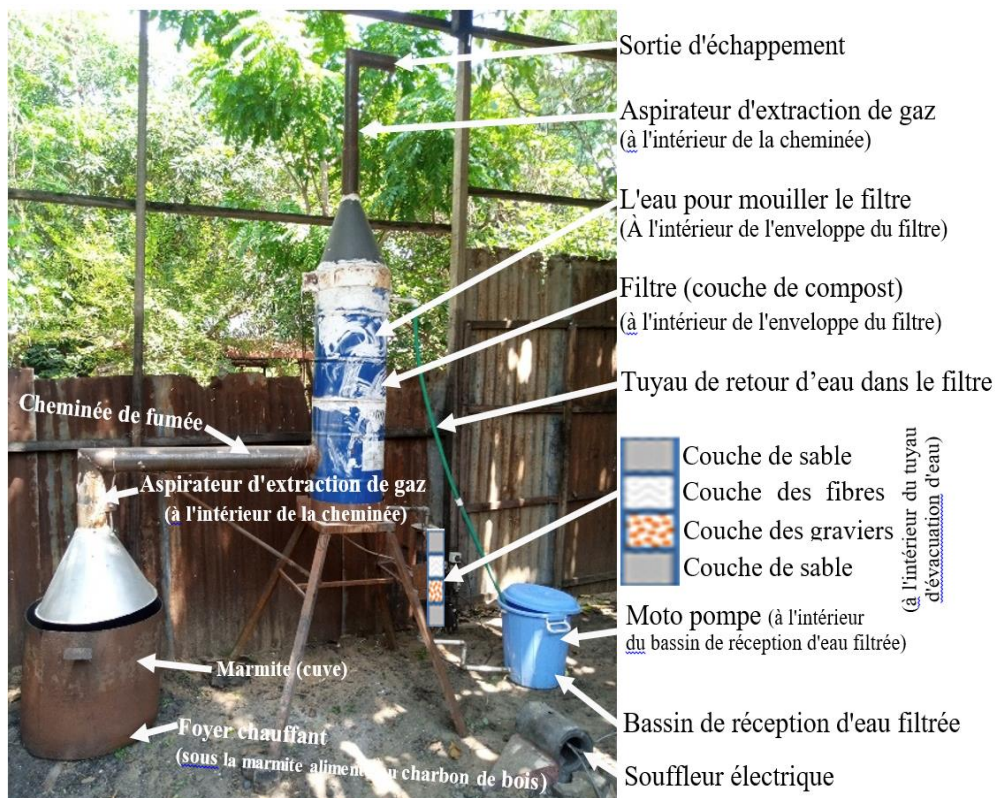 Sortie d'échappement
Aspirateur d'extraction de gaz
(à l'intérieur de la cheminée)
L'eau pour mouiller le filtre
(À l'intérieur de l'enveloppe du filtre)
Filtre (couche de compost)
(à l'intérieur de l'enveloppe du filtre)
Tuyau de retour d’eau dans le filtre
Couche de sable
Couche des fibres
Couche des graviers
Couche de sable
(à l'intérieur du tuyau
d'évacuation d'eau)
Moto pompe (à l'intérieur
du bassin de réception d'eau filtrée)
Bassin de réception d'eau filtrée
Souffleur électrique
Cheminée de fumée
Aspirateur d'extraction de gaz
(à l'intérieur de la cheminée)
Marmite (cuve)
Foyer chauffant
(sous la marmite charbon de bois)